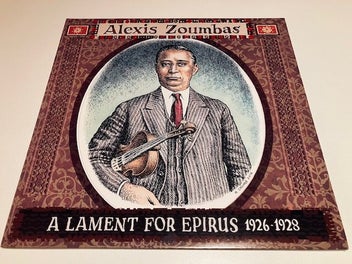 Alexis Zoumbas
A LAMENT FOR EPIRUS 1926-1928